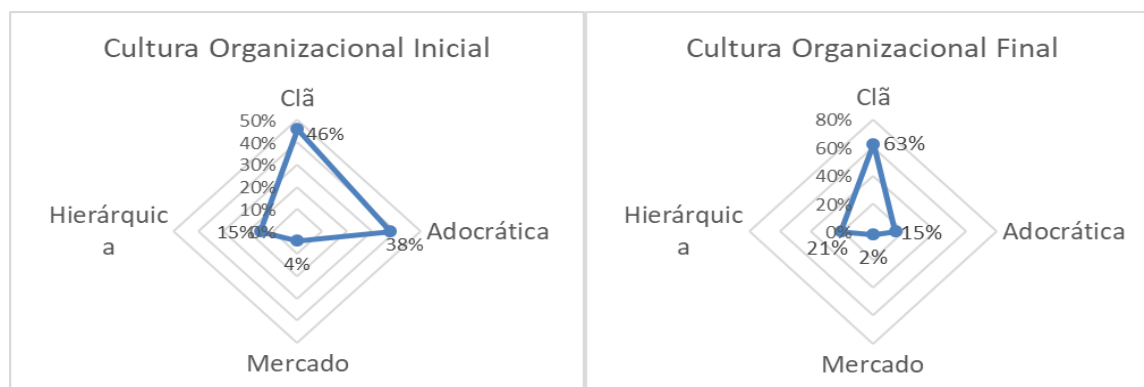 Cultura Organizacional Inicial
Clã
50%
46%
40%
30%
20%
10%
Hierárquic
a
15%
0%
38%
Adocrática
4%
Mercado
Cultura Organizacional Final
Clã
80%
63%
60%
40%
20%
Hierárquic
a
0%
21%
15%
Adocrática
2%
Mercado